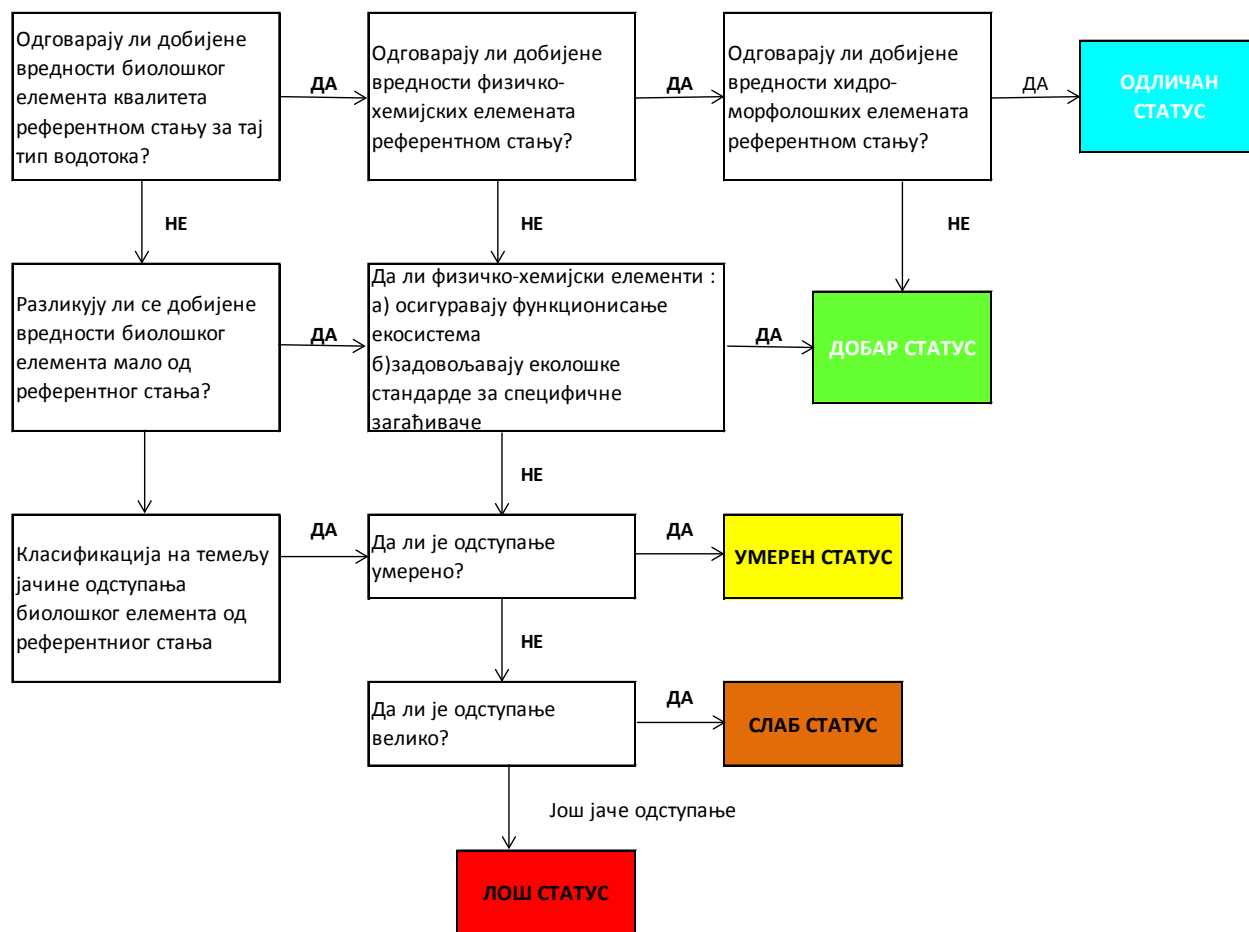 Одговарају ли добијене
вредности биолошког
елемента квалитета
референтном стању за тај
тип водотока?
ДА
Одговарају ли добијене
вредности физичко-
хемијских елемената
референтном стању?
ДА
Одговарају ли добијене
вредности хидро-
морфолошких елемената
референтном стању?
ДА
ОДЛИЧАН
СТАТУС
НЕ
НЕ
НЕ
Разликују ли се добијене
вредности биолошког
елемента мало од
референтног стања?
ДА
Да ли физичко-хемијски елементи :
а) осигуравају функционисање
екосистема
б)задовољавају еколошке
стандарде за специфичне
загађиваче
ДА
ДОБАР СТАТУС
НЕ
Класификација на темељу
јачине одступања
биолошког елемента од
референтниог стања
ДА
Да ли је одступање
умерено?
ДА
УМЕРЕН СТАТУС
НЕ
Да ли је одступање
велико?
ДА
СЛАБ СТАТУС
Још јаче одступање
ЛОШ СТАТУС